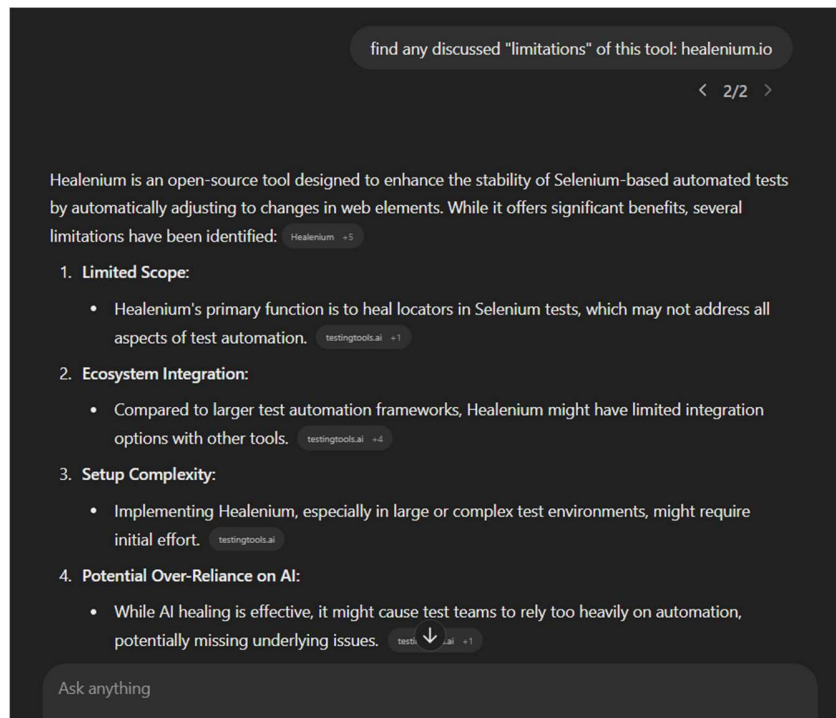 find any discussed "limitations" of this tool: healenium.io
2/2
Healenium is an open-source tool designed to enhance the stability of Selenium-based automated tests
by automatically adjusting to changes in web elements. While it offers significant benefits, several
limitations have been identified: Healenium +5
1. Limited Scope:
• Healenium's primary function is to heal locators in Selenium tests, which may not address all
aspects of test automation. testingtools.ai +1
2. Ecosystem Integration:
• Compared to larger test automation frameworks, Healenium might have limited integration
options with other tools. testingtools.ai +4
3. Setup Complexity:
• Implementing Healenium, especially in large or complex test environments, might require
initial effort. testingtools.ai
4. Potential Over-Reliance on AI:
• While AI healing is effective, it might cause test teams to rely too heavily on automation,
potentially missing underlying issues. +1
Ask anything